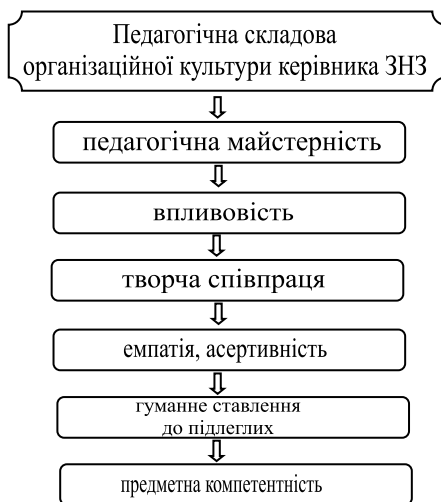 Педагогічна складова
організаційної культури керівника ЗНЗ
педагогічна майстерність
впливовість
творча співпраця
емпатія, асертивність
гуманне ставлення
до підлеглих
предметна компетентність